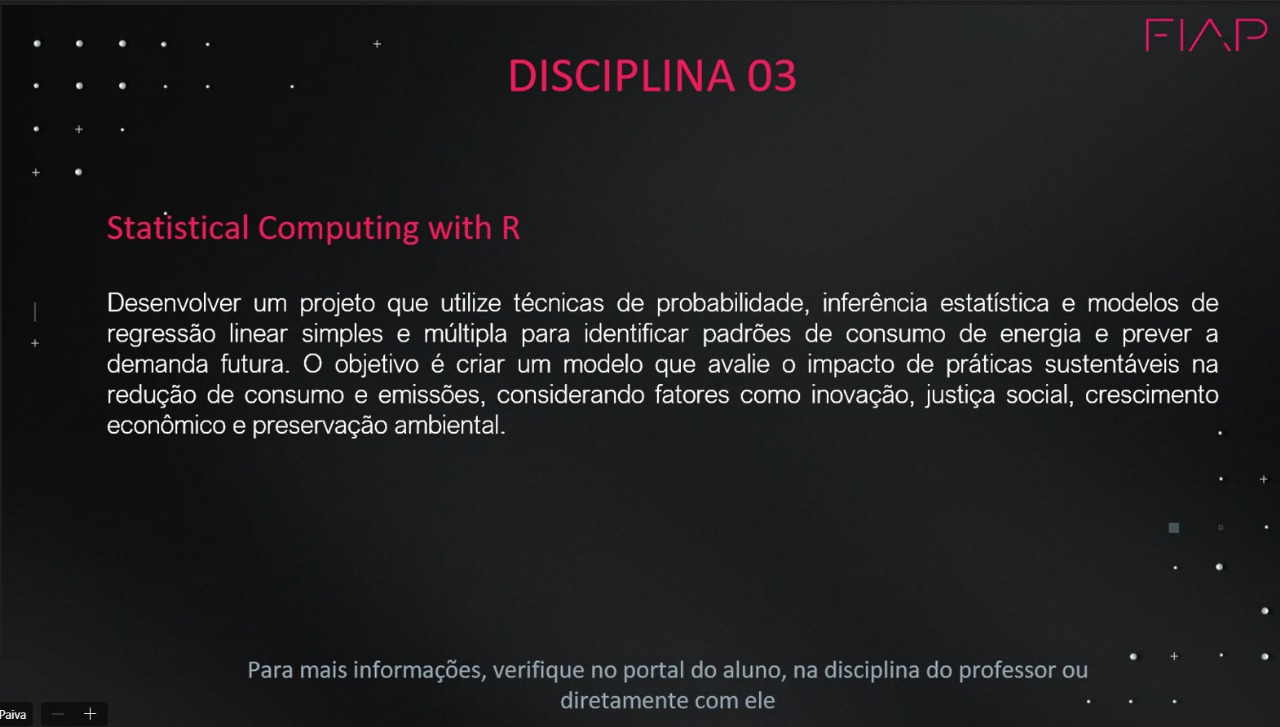 FIAP
DISCIPLINA 03
Statistical Computing with R
Desenvolver um projeto que utilize técnicas de probabilidade, inferência estatística e modelos de
regressão linear simples e múltipla para identificar padrões de consumo de energia e prever a
demanda futura. O objetivo é criar um modelo que avalie o impacto de práticas sustentáveis na
redução de consumo e emissões, considerando fatores como inovação, justiça social, crescimento
econômico e preservação ambiental.
Para mais informações, verifique no portal do aluno, na disciplina do professor ou
diretamente com ele
Paiva